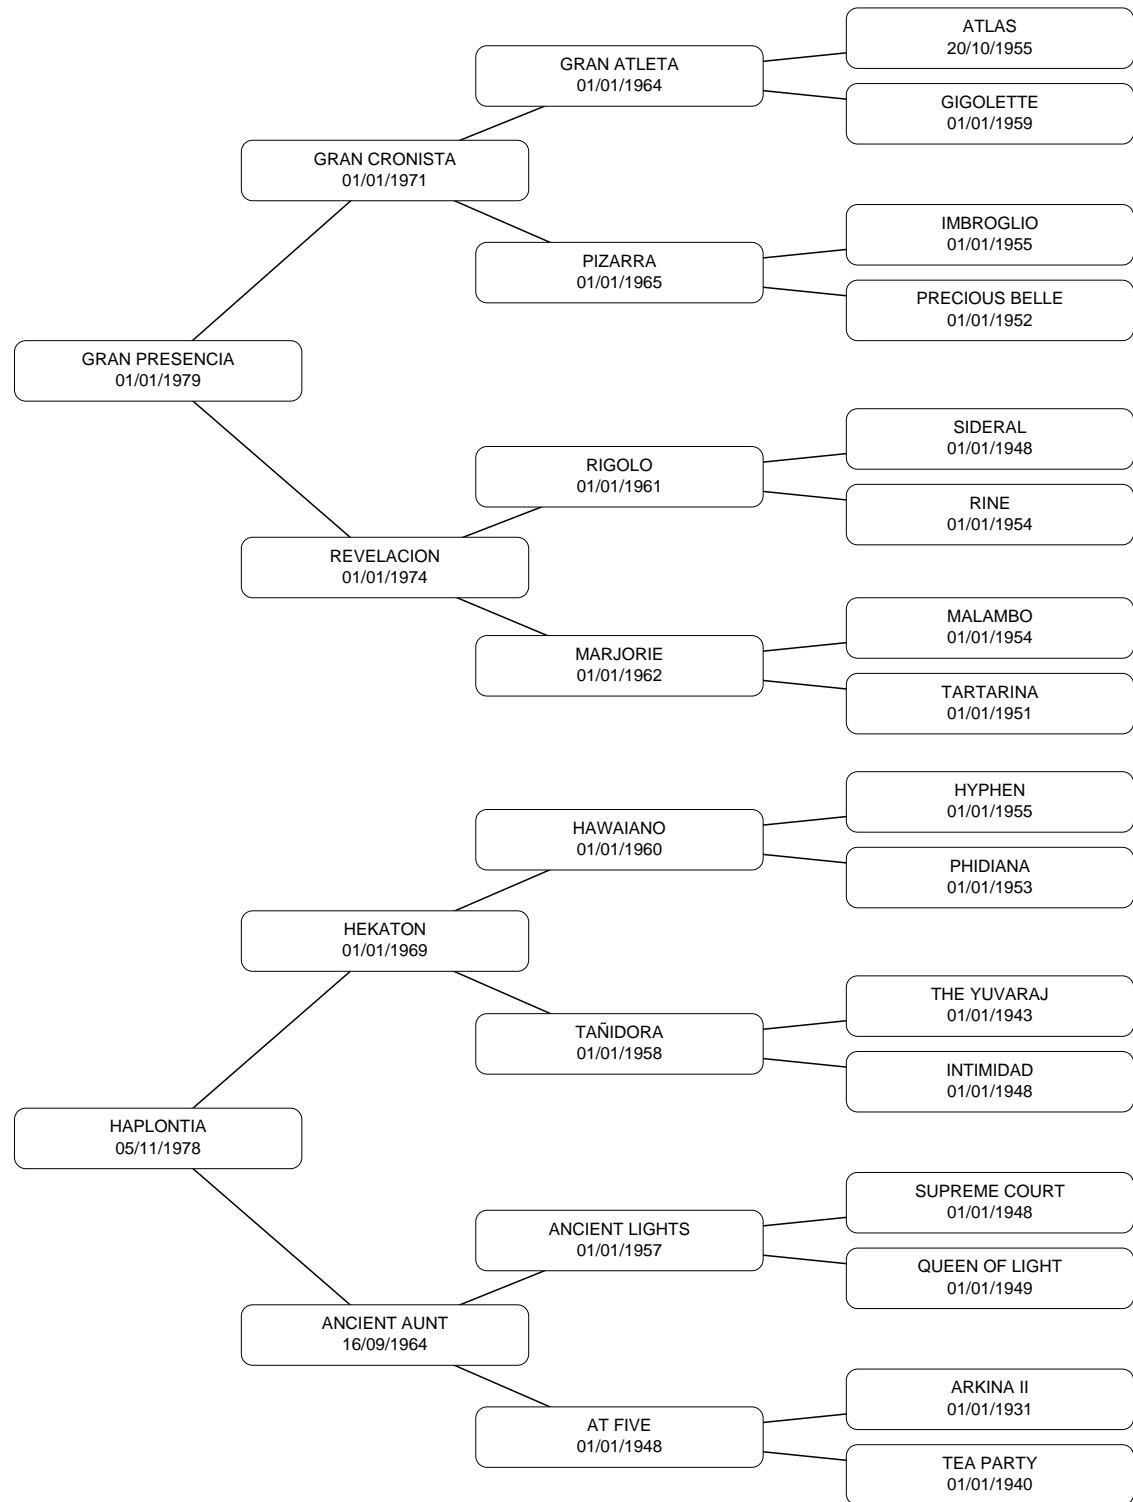 ATLAS
20/10/1955
GRAN ATLETA
01/01/1964
GIGOLETTE
01/01/1959
GRAN CRONISTA
01/01/1971
IMBROGLIO
01/01/1955
PIZARRA
01/01/1965
PRECIOUS BELLE
01/01/1952
GRAN PRESENCIA
01/01/1979
SIDERAL
01/01/1948
RIGOLO
01/01/1961
RINE
01/01/1954
REVELACION
01/01/1974
MALAMBO
01/01/1954
MARJORIE
01/01/1962
TARTARINA
01/01/1951
HYPHEN
01/01/1955
HAWAIANO
01/01/1960
PHIDIANA
01/01/1953
HEKATON
01/01/1969
THE YUVARAJ
01/01/1943
TAÑIDORA
01/01/1958
INTIMIDAD
01/01/1948
HAPLONTIA
05/11/1978
SUPREME COURT
01/01/1948
ANCIENT LIGHTS
01/01/1957
QUEEN OF LIGHT
01/01/1949
ANCIENT AUNT
16/09/1964
ARKINA II
01/01/1931
AT FIVE
01/01/1948
TEA PARTY
01/01/1940